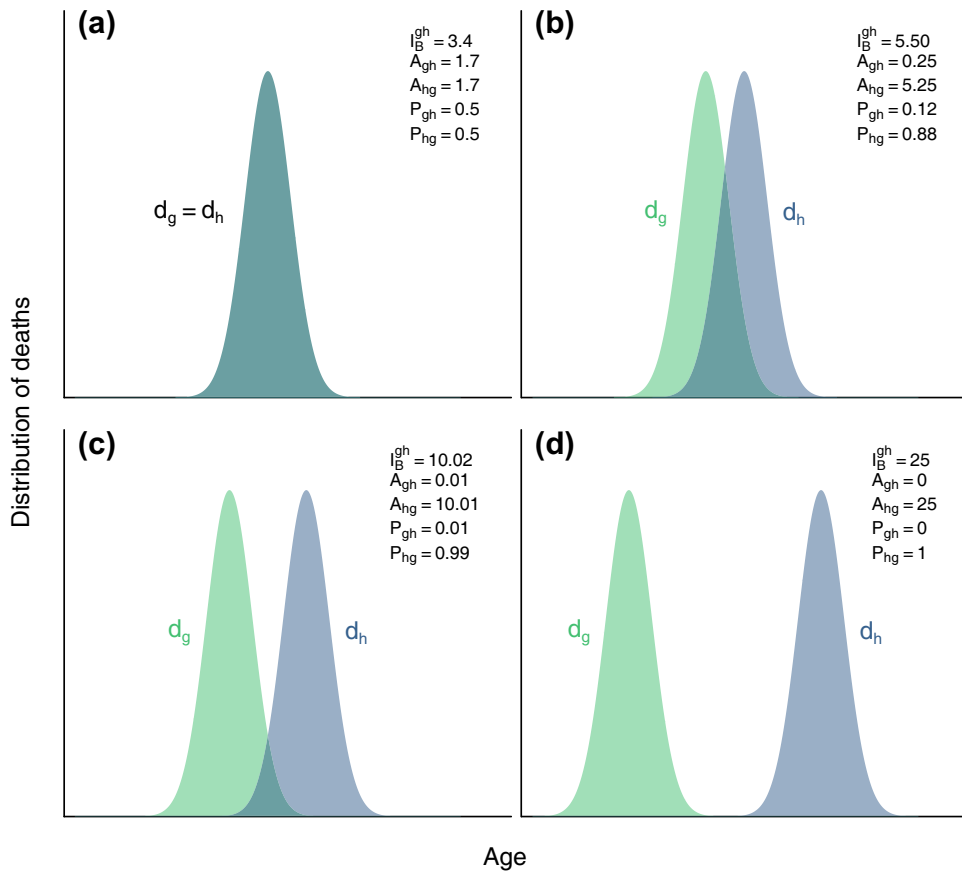 (a)
I_B^gh = 3.4
A_gh = 1.7
A_hg = 1.7
P_gh = 0.5
P_hg = 0.5
d_g = d_h
(b)
I_B^gh = 5.50
A_gh = 0.25
A_hg = 5.25
P_gh = 0.12
P_hg = 0.88
d_g
d_h
(c)
I_B^gh = 10.02
A_gh = 0.01
A_hg = 10.01
P_gh = 0.01
P_hg = 0.99
d_g
d_h
(d)
I_B^gh = 25
A_gh = 0
A_hg = 25
P_gh = 0
P_hg = 1
d_g
d_h
Distribution of deaths
Age